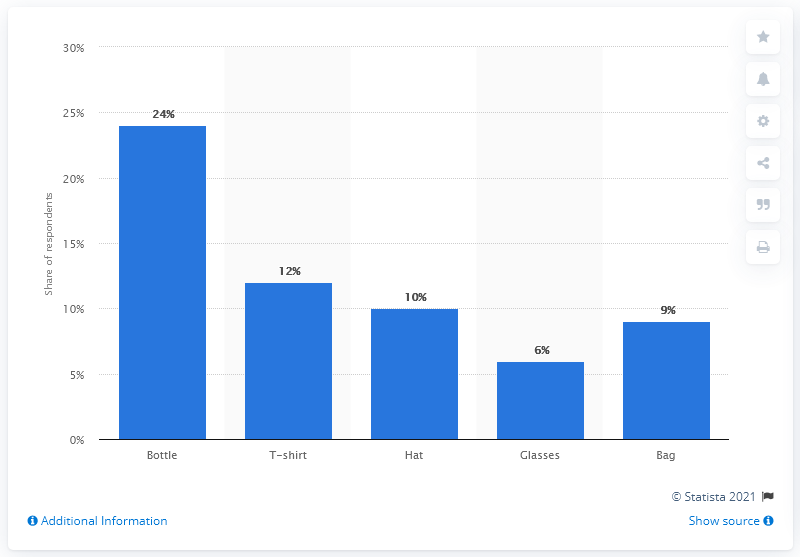 30%
25%
20%
15%
10%
5%
0%
Share of respondents
24%
12%
10%
6%
9%
Bottle
T-shirt
Hat
Glasses
Bag
© Statista 2021
Additional Information
Show source